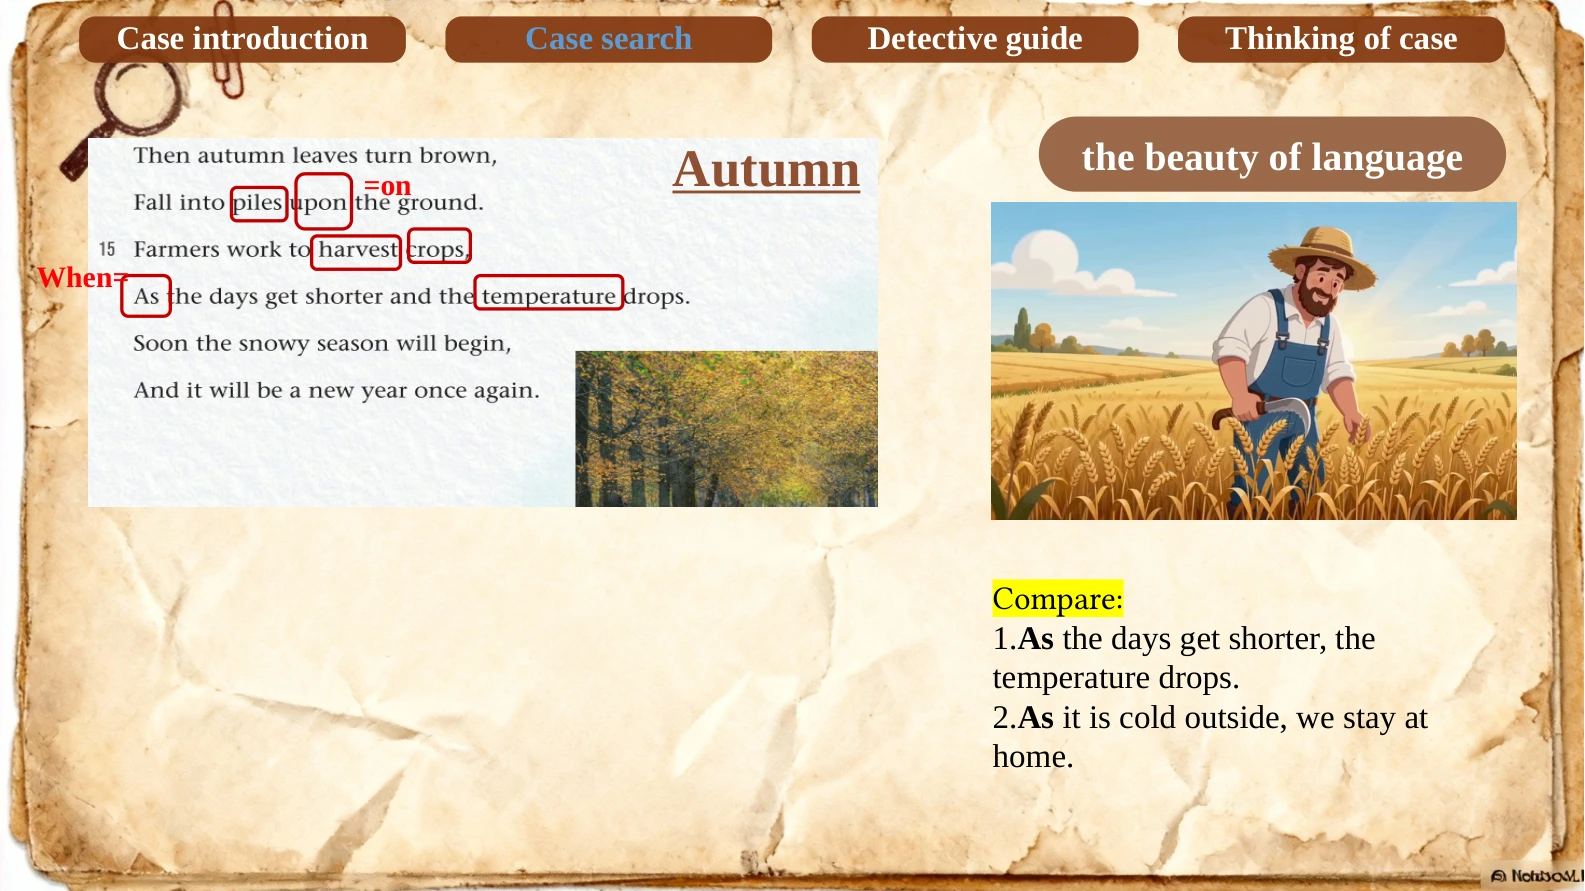 Case introduction
Case search
Detective guide
Thinking of case
Autumn
Then autumn leaves turn brown,
=on
Fall into piles upon the ground.
15 Farmers work to harvest crops,
When=
As the days get shorter and the temperature drops.
Soon the snowy season will begin,
And it will be a new year once again.
the beauty of language
Compare:
1.As the days get shorter, the
temperature drops.
2.As it is cold outside, we stay at
home.